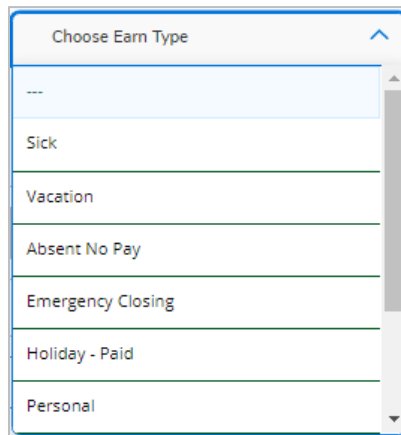 Choose Earn Type
---
Sick
Vacation
Absent No Pay
Emergency Closing
Holiday - Paid
Personal